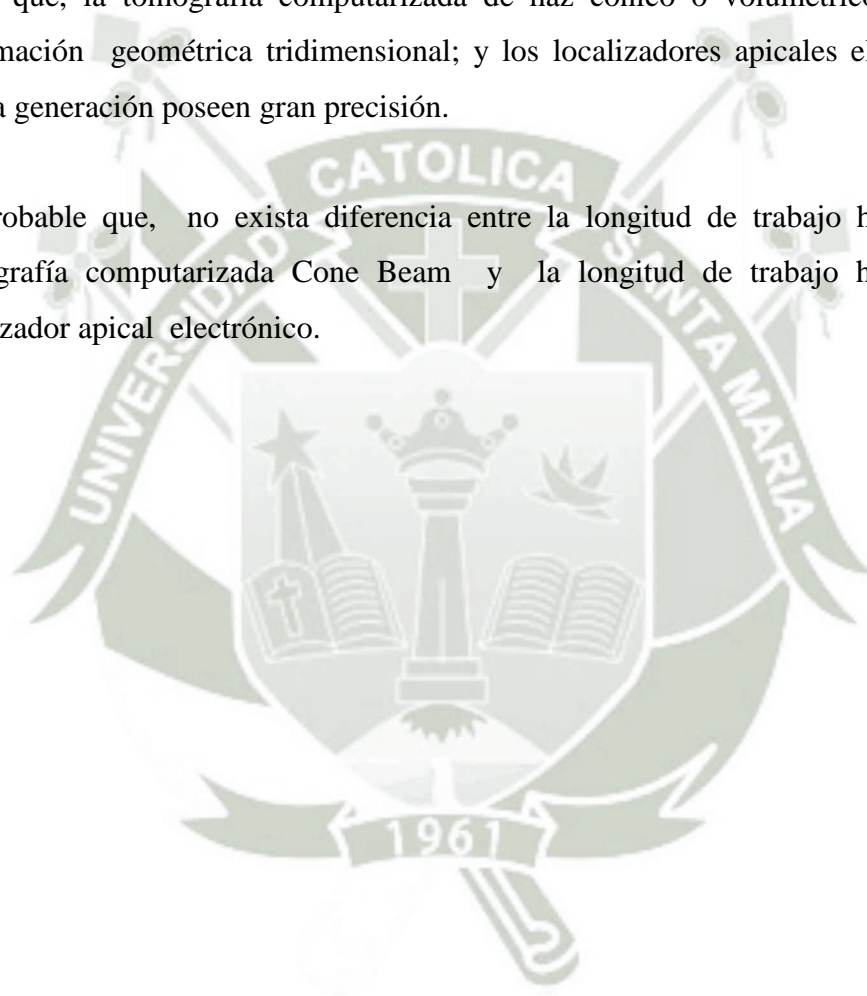 que, la tomografía computarizada de haz cónico o volumétrico
mación geométrica tridimensional; y los localizadores apicales
a generación poseen gran precisión.
robable que, no exista diferencia entre la longitud de trabajo
grafía computarizada Cone Beam y la longitud de trabajo
zador apical electrónico.
UNIVERSIDAD CATOLICA SANTA MARIA
1961